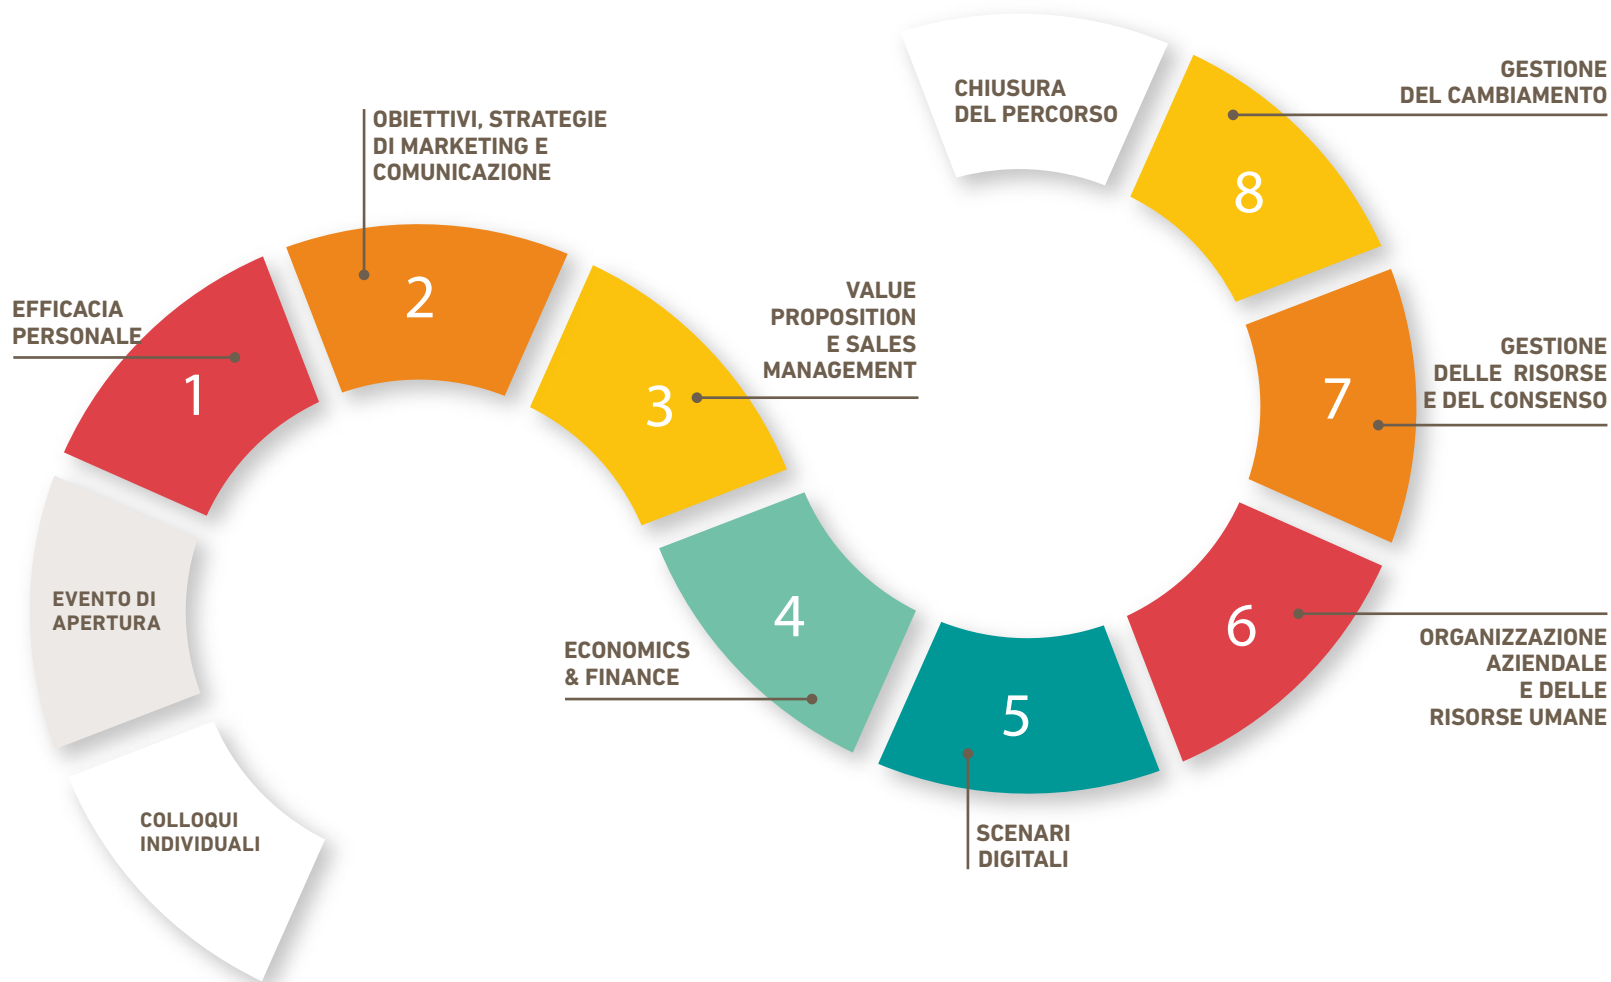 COLLOQUI
INDIVIDUALI
EVENTO DI
APERTURA
EFFICACIA
PERSONALE
1
OBIETTIVI, STRATEGIE
DI MARKETING E
COMUNICAZIONE
2
VALUE
PROPOSITION
E SALES
MANAGEMENT
3
ECONOMICS
& FINANCE
4
SCENARI
DIGITALI
5
ORGANIZZAZIONE
AZIENDALE
E DELLE
RISORSE UMANE
6
GESTIONE
DELLE RISORSE
E DEL CONSENSO
7
GESTIONE
DEL CAMBIAMENTO
8
CHIUSURA
DEL PERCORSO